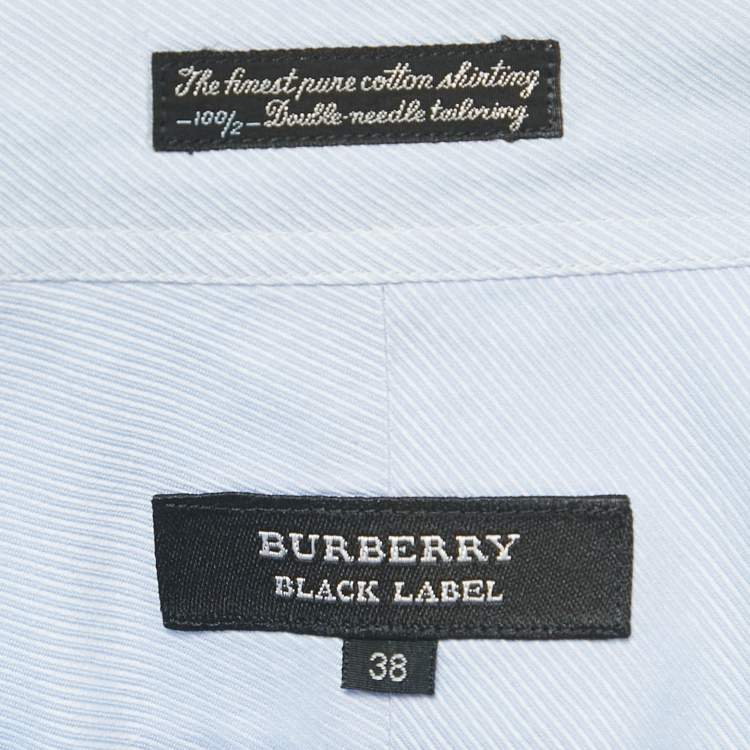 The finest pure cotton shirting
-100/2- Double-needle tailoring
BURBERRY
BLACK LABEL
38